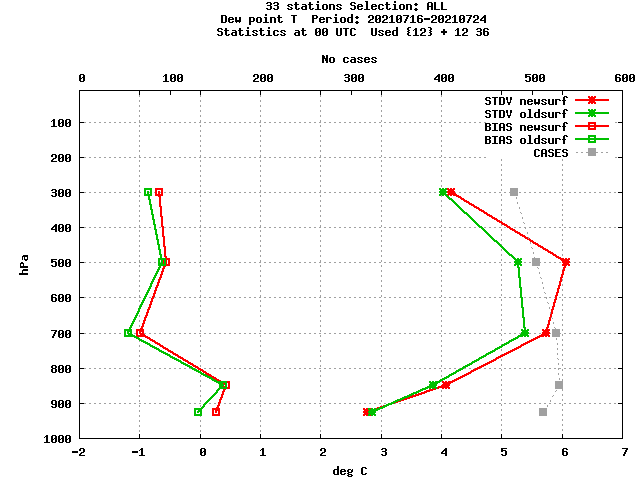 33 stations Selection: ALL
Dew point T  Period: 20210716-20210724
Statistics at 00 UTC  Used {12} + 12 36
No cases
0 100 200 300 400 500 600
STDV newsurf
STDV oldsurf
BIAS newsurf
BIAS oldsurf
CASES
100
200
300
400
500
600
700
800
900
1000
hPa
-2 -1 0 1 2 3 4 5 6 7
deg C